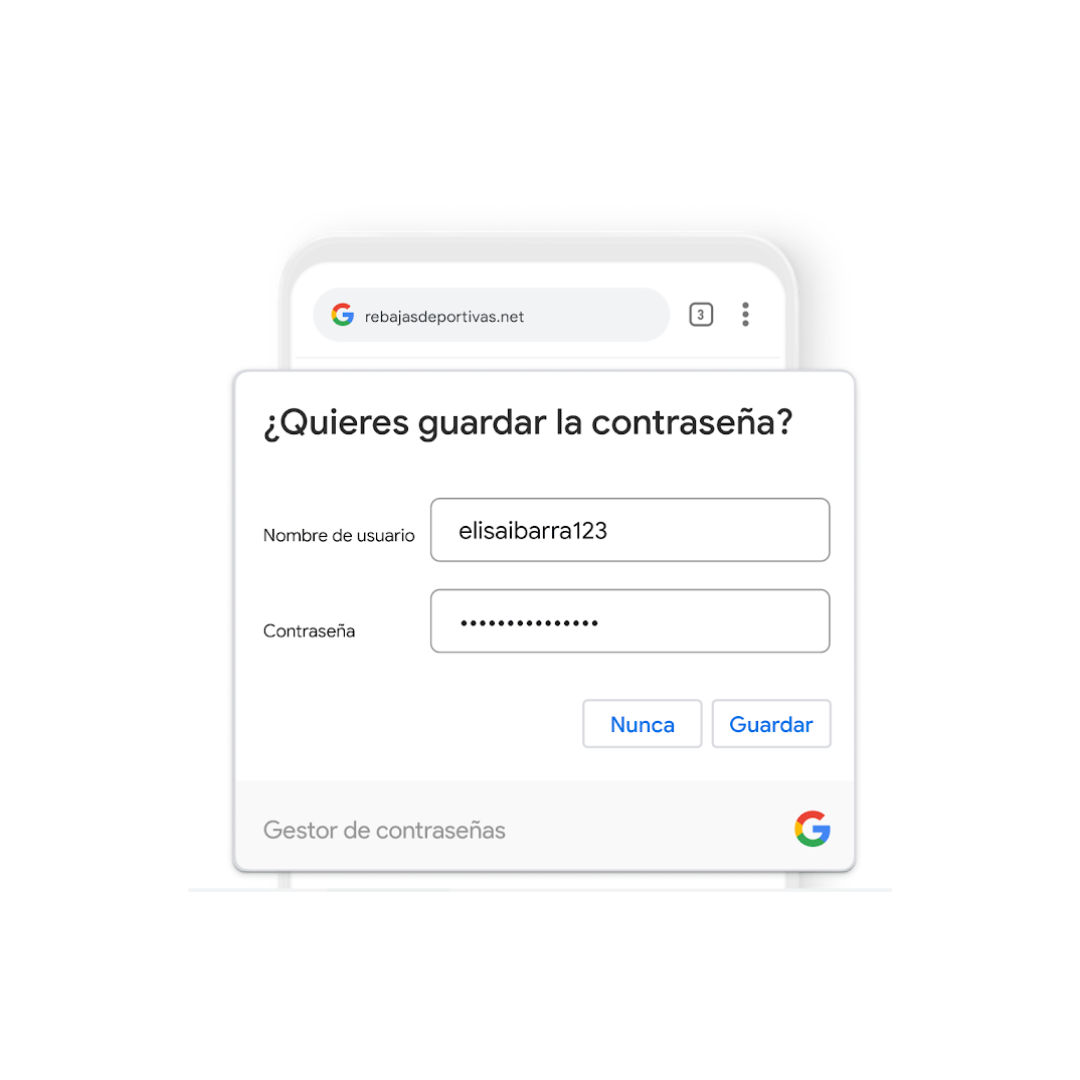 rebajasdeportivas.net
3
¿Quieres guardar la contraseña?
Nombre de usuario
elisaibarra123
Contraseña
•••••••••••••••
Nunca
Guardar
Gestor de contraseñas